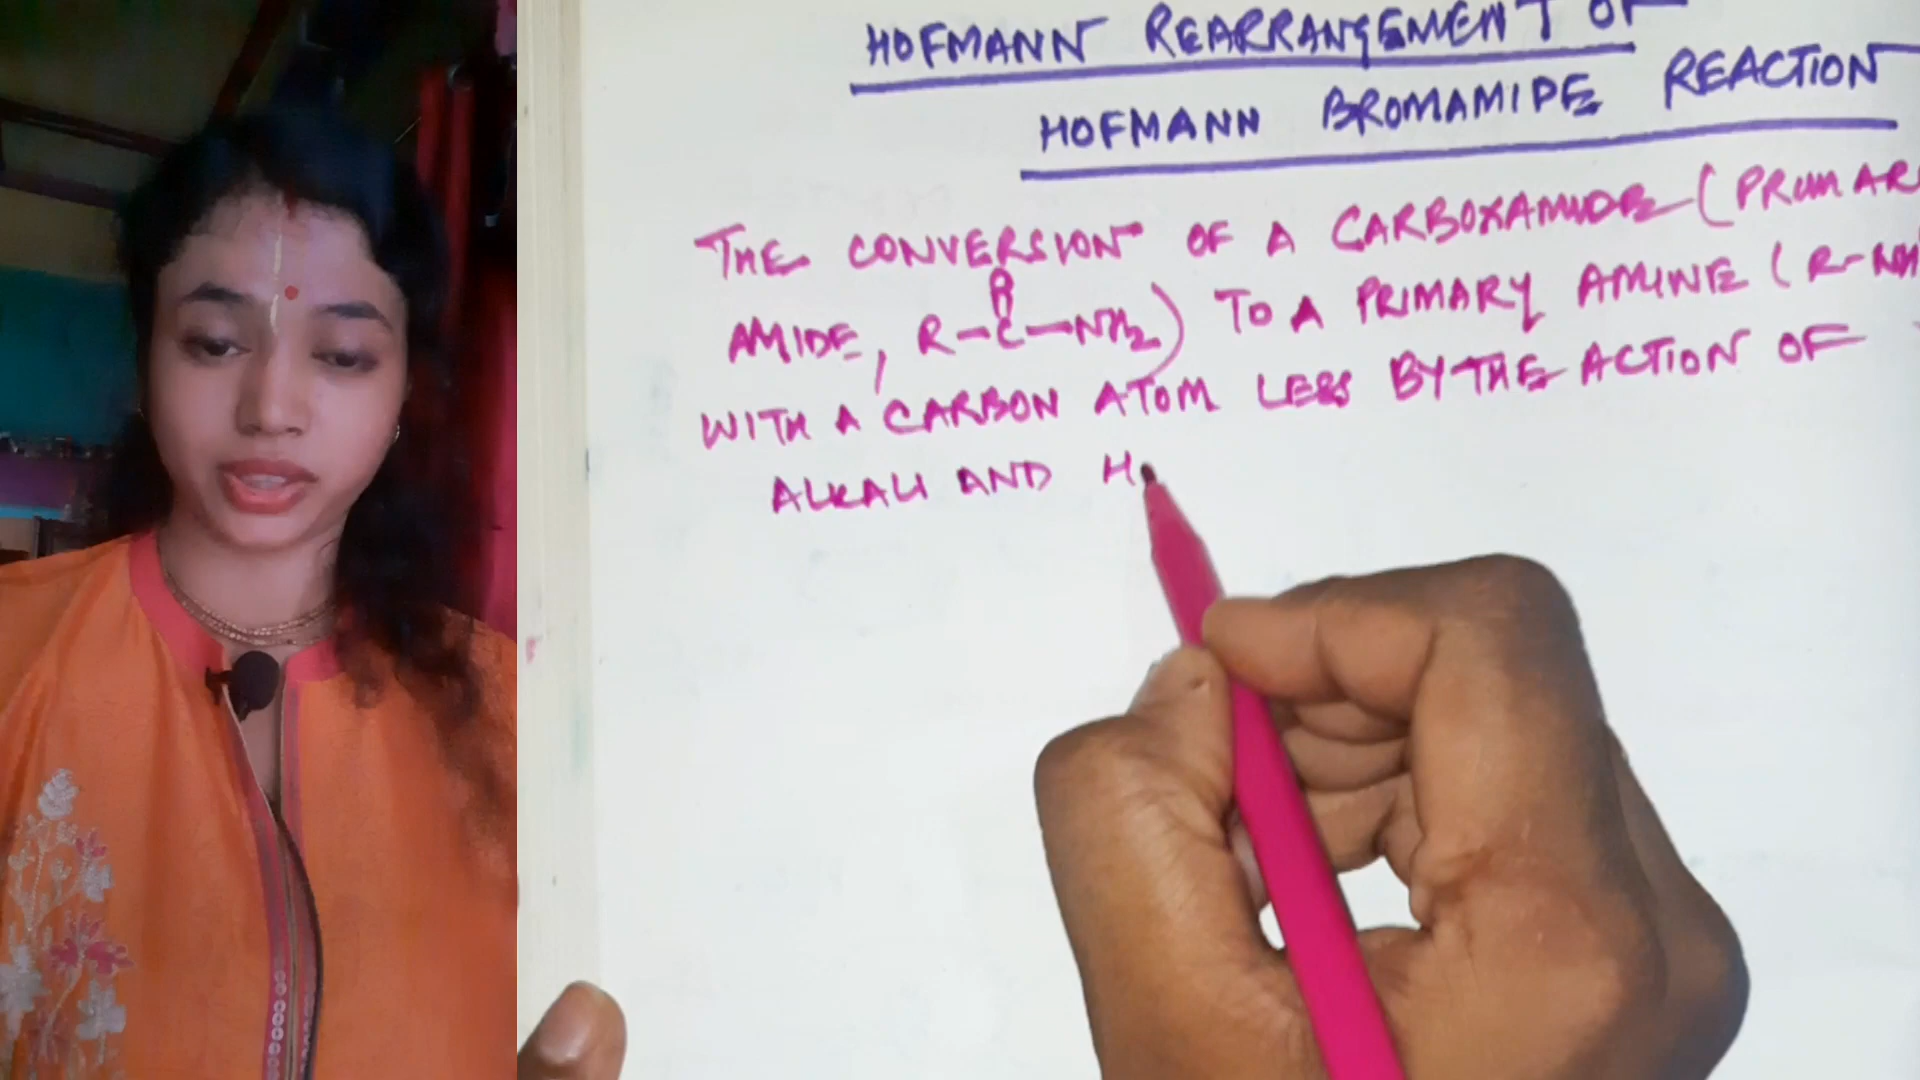 HOFMANN REARRANGEMENT OR
HOFMANN BROMAMIDE REACTION
THE CONVERSION OF A CARBOXAMIDE (PRIMAR
O
AMIDE, R-C-NH2) TO A PRIMARY AMINE (R-NH
WITH A CARBON ATOM LESS BY THE ACTION OF
ALKALI AND H